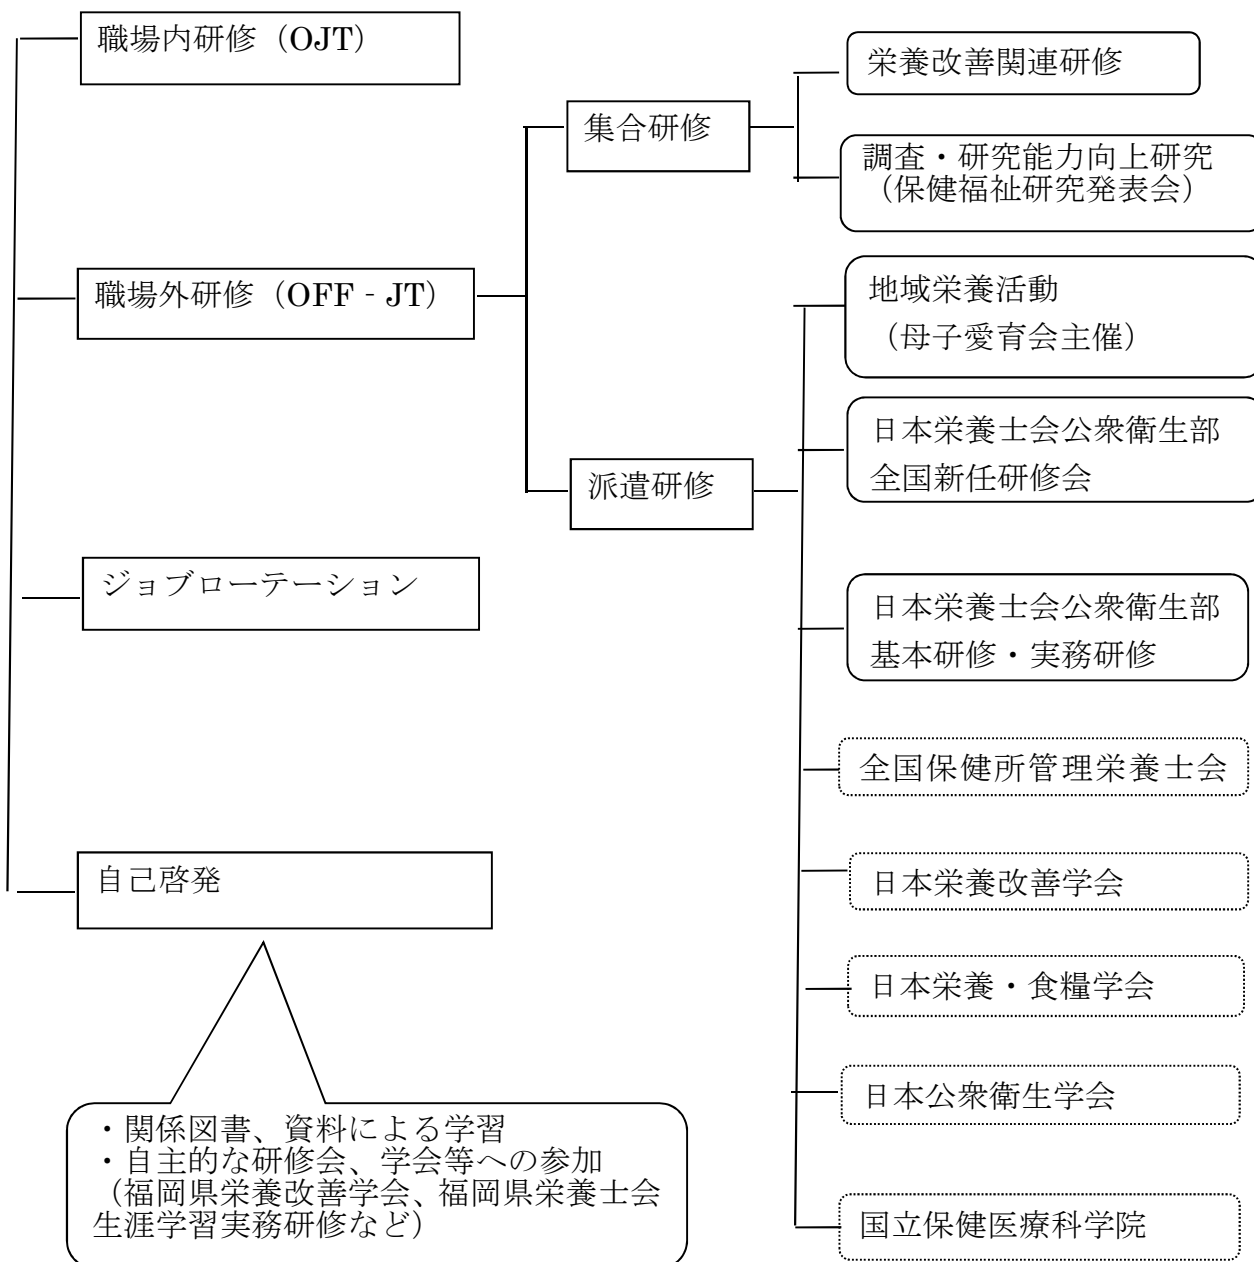 職場内研修（OJT）
職場外研修（OFF‐JT）
ジョブローテーション
自己啓発
・関係図書、資料による学習
・自主的な研修会、学会等への参加
（福岡県栄養改善学会、福岡県栄養士会
生涯学習実務研修など）
集合研修
派遣研修
栄養改善関連研修
調査・研究能力向上研究
（保健福祉研究発表会）
地域栄養活動
（母子愛育会主催）
日本栄養士会公衆衛生部
全国新任研修会
日本栄養士会公衆衛生部
基本研修・実務研修
全国保健所管理栄養士会
日本栄養改善学会
日本栄養・食糧学会
日本公衆衛生学会
国立保健医療科学院